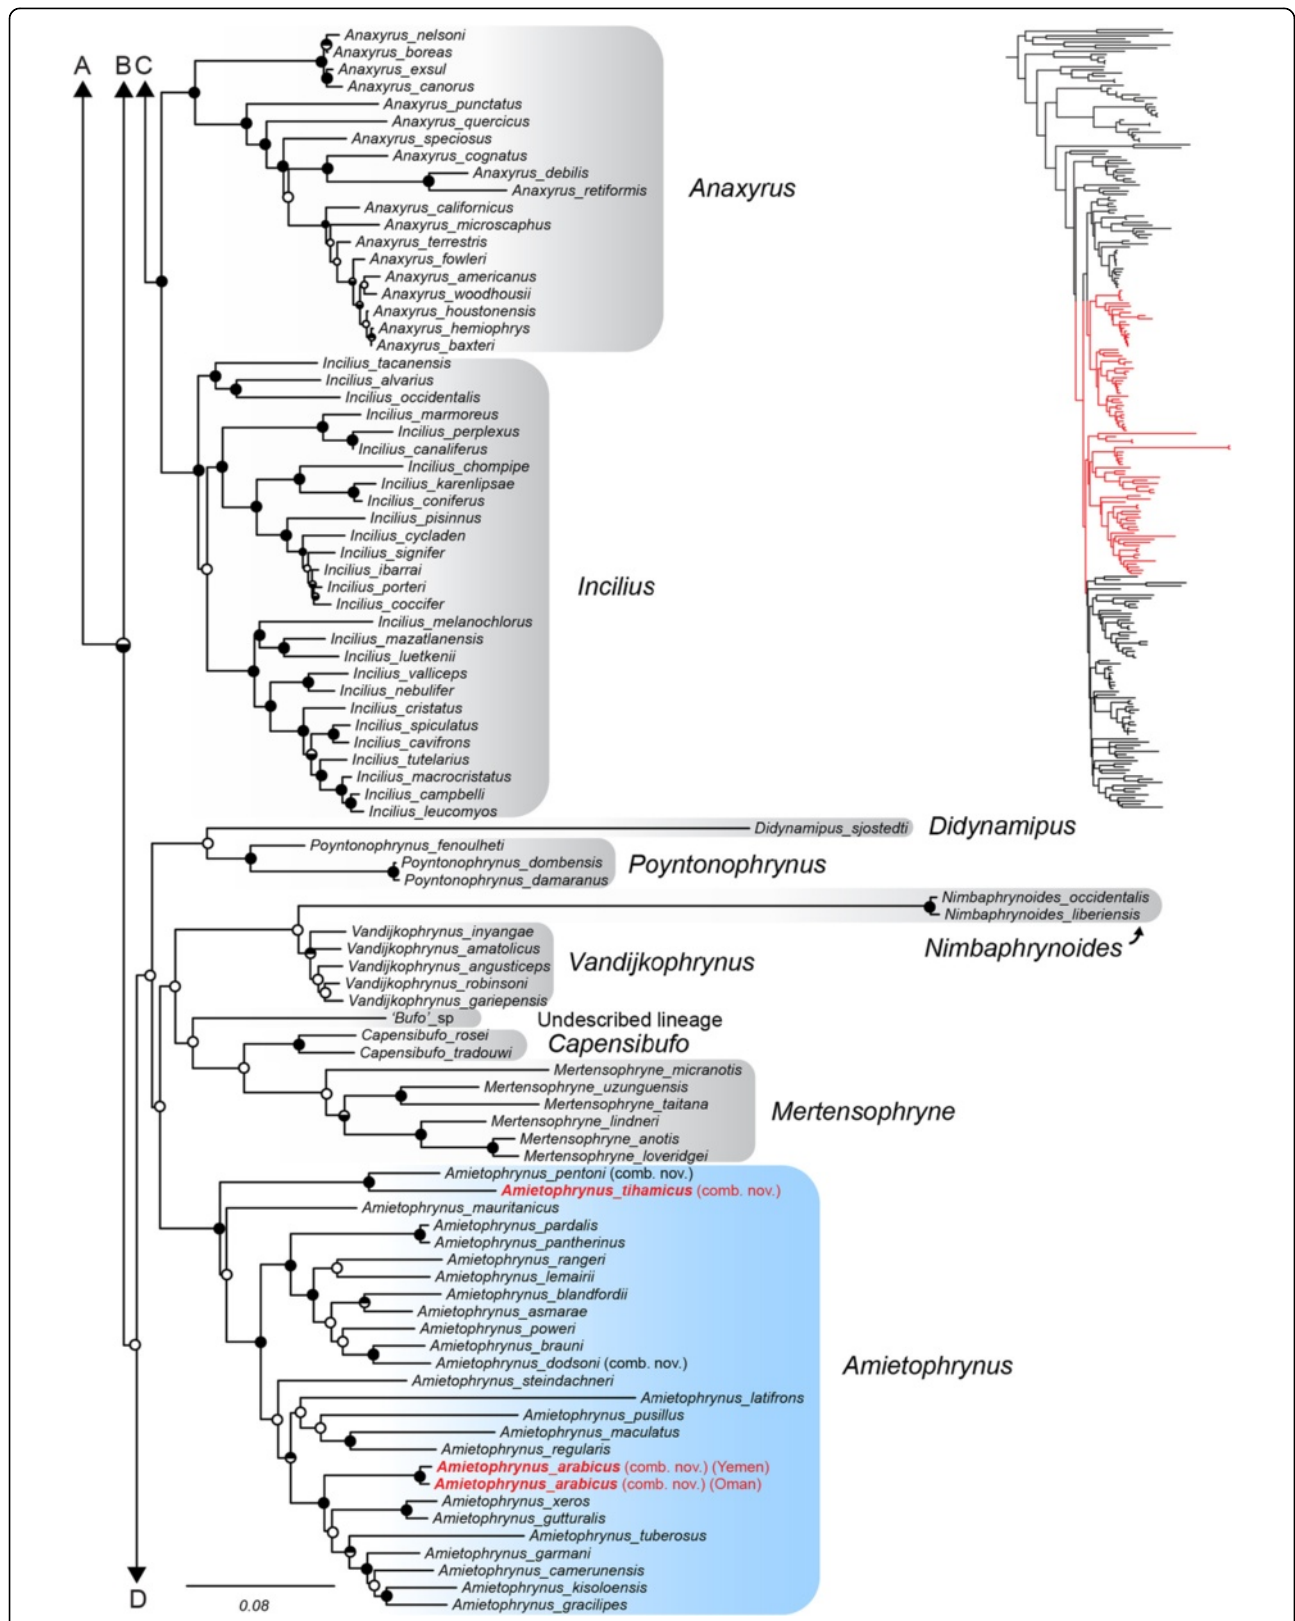 A B C
Anaxyrus_nelsoni
Anaxyrus_boreas
Anaxyrus_exsul
Anaxyrus_canorus
Anaxyrus_punctatus
Anaxyrus_quercicus
Anaxyrus_speciosus
Anaxyrus_cognatus
Anaxyrus_debilis
Anaxyrus_retiformis
Anaxyrus
Anaxyrus_californicus
Anaxyrus_microscaphus
Anaxyrus_terrestris
Anaxyrus_fowleri
Anaxyrus_americanus
Anaxyrus_woodhousii
Anaxyrus_houstonensis
Anaxyrus_hemiophrys
Anaxyrus_baxteri
Incilius_tacanensis
Incilius_alvarius
Incilius_occidentalis
Incilius_marmoreus
Incilius_perplexus
Incilius_canaliferus
Incilius_chompipe
Incilius_karenlipsae
Incilius_coniferus
Incilius_pisinnus
Incilius_cycladen
Incilius_signifer
Incilius_ibarrai
Incilius_porteri
Incilius
Incilius_coccifer
Incilius_melanochlorus
Incilius_mazatlanensis
Incilius_luetkenii
Incilius_valliceps
Incilius_nebulifer
Incilius_cristatus
Incilius_spiculatus
Incilius_cavifrons
Incilius_tutelarius
Incilius_macrocristatus
Incilius_campbelli
Incilius_leucomyos
Didynamipus_sjostedti
Didynamipus
Poyntonophrynus_fenoulheti
Poyntonophrynus_dombensis
Poyntonophrynus_damaranus
Poyntonophrynus
Nimbaphrynoides_occidentalis
Nimbaphrynoides_liberiensis
Nimbaphrynoides
Vandijkophrynus_inyangae
Vandijkophrynus_amatolicus
Vandijkophrynus_angusticeps
Vandijkophrynus_robinsoni
Vandijkophrynus_gariepensis
Vandijkophrynus
'Bufo'_sp
Undescribed lineage
Capensibufo_rosei
Capensibufo_tradouwi
Capensibufo
Mertensophryne_micranotis
Mertensophryne_uzunguensis
Mertensophryne_taitana
Mertensophryne_lindneri
Mertensophryne_anotis
Mertensophryne_loveridgei
Mertensophryne
Amietophrynus_pentoni (comb. nov.)
Amietophrynus_tihamicus (comb. nov.)
Amietophrynus_mauritanicus
Amietophrynus_pardalis
Amietophrynus_pantherinus
Amietophrynus_rangeri
Amietophrynus_lemairii
Amietophrynus_blandfordii
Amietophrynus_asmarae
Amietophrynus_poweri
Amietophrynus_brauni
Amietophrynus_dodsoni (comb. nov.)
Amietophrynus
Amietophrynus_steindachneri
Amietophrynus_latifrons
Amietophrynus_pusillus
Amietophrynus_maculatus
Amietophrynus_regularis
Amietophrynus_arabicus (comb. nov.) (Yemen)
Amietophrynus_arabicus (comb. nov.) (Oman)
Amietophrynus_xeros
Amietophrynus_gutturalis
Amietophrynus_tuberosus
Amietophrynus_garmani
Amietophrynus_camerunensis
Amietophrynus_kisoloensis
Amietophrynus_gracilipes
D
0.08